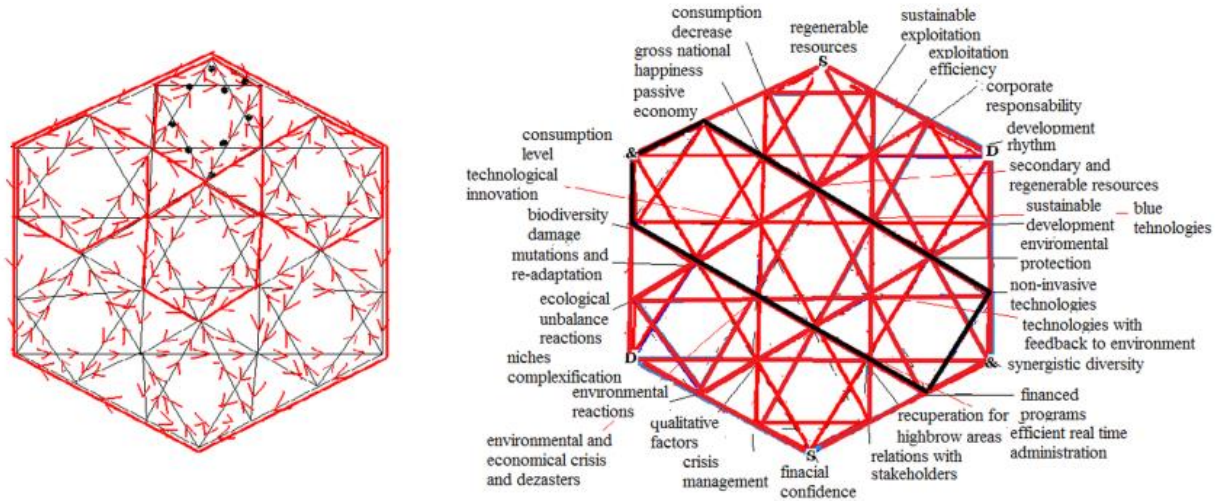 consumption
decrease
gross national
happiness
passive
economy
regenerable
resources
sustainable
exploitation
exploitation
efficiency
corporate
responsability
development
rhythm
secondary and
regenerable resources
sustainable
development
blue
tehnologies
enviromental
protection
non-invasive
technologies
technologies with
feedback to environment
synergistic diversity
financed
programs
efficient real time
administration
recuperation for
highbrow areas
relations with
stakeholders
finacial
confidence
crisis
management
qualitative
factors
environmental and
economical crisis
and dezasters
environmental
reactions
niches
complexification
ecological
unbalance
reactions
mutations and
re-adaptation
biodiversity
damage
technological
innovation
consumption
level
S
D
&
S
D
&